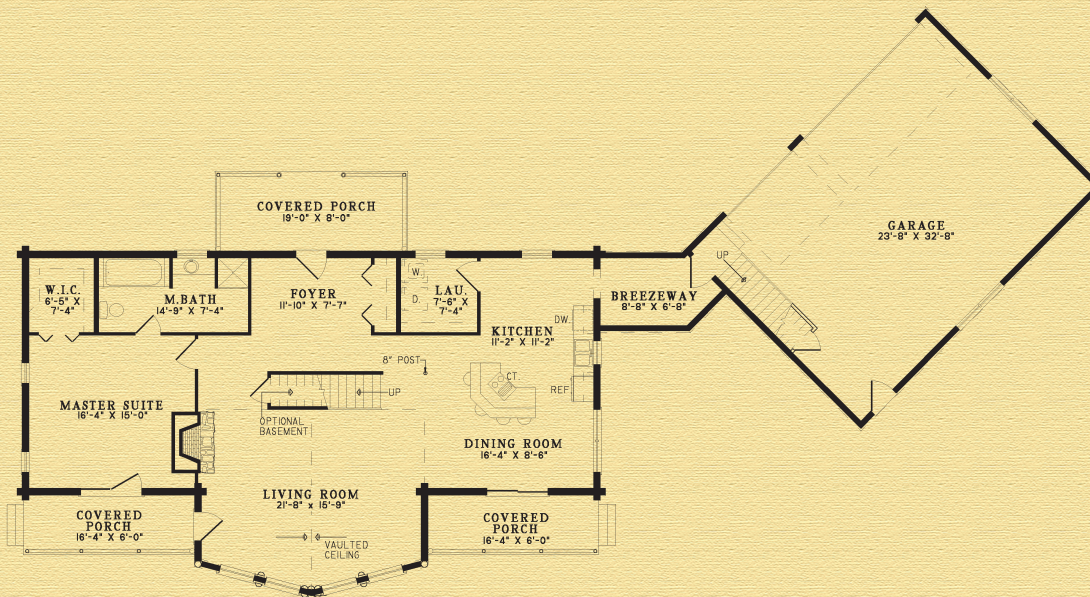 COVERED PORCH
19'-0" X 8'-0"
GARAGE
23'-8" X 32'-8"
UP
W.I.C.
6'-5" X
7'-4"
M.BATH
14'-9" X 7'-4"
FOYER
11'-10" X 7'-7"
W.
D.
LAU.
7'-6" X
7'-4"
BREEZEWAY
8'-8" X 6'-8"
KITCHEN
11'-2" X 11'-2"
DW.
8" POST
CT.
REF.
UP
MASTER SUITE
16'-4" X 15'-0"
OPTIONAL
BASEMENT
DINING ROOM
16'-4" X 8'-6"
LIVING ROOM
21'-8" x 15'-9"
COVERED
PORCH
16'-4" X 6'-0"
VAULTED
CEILING
COVERED
PORCH
16'-4" X 6'-0"